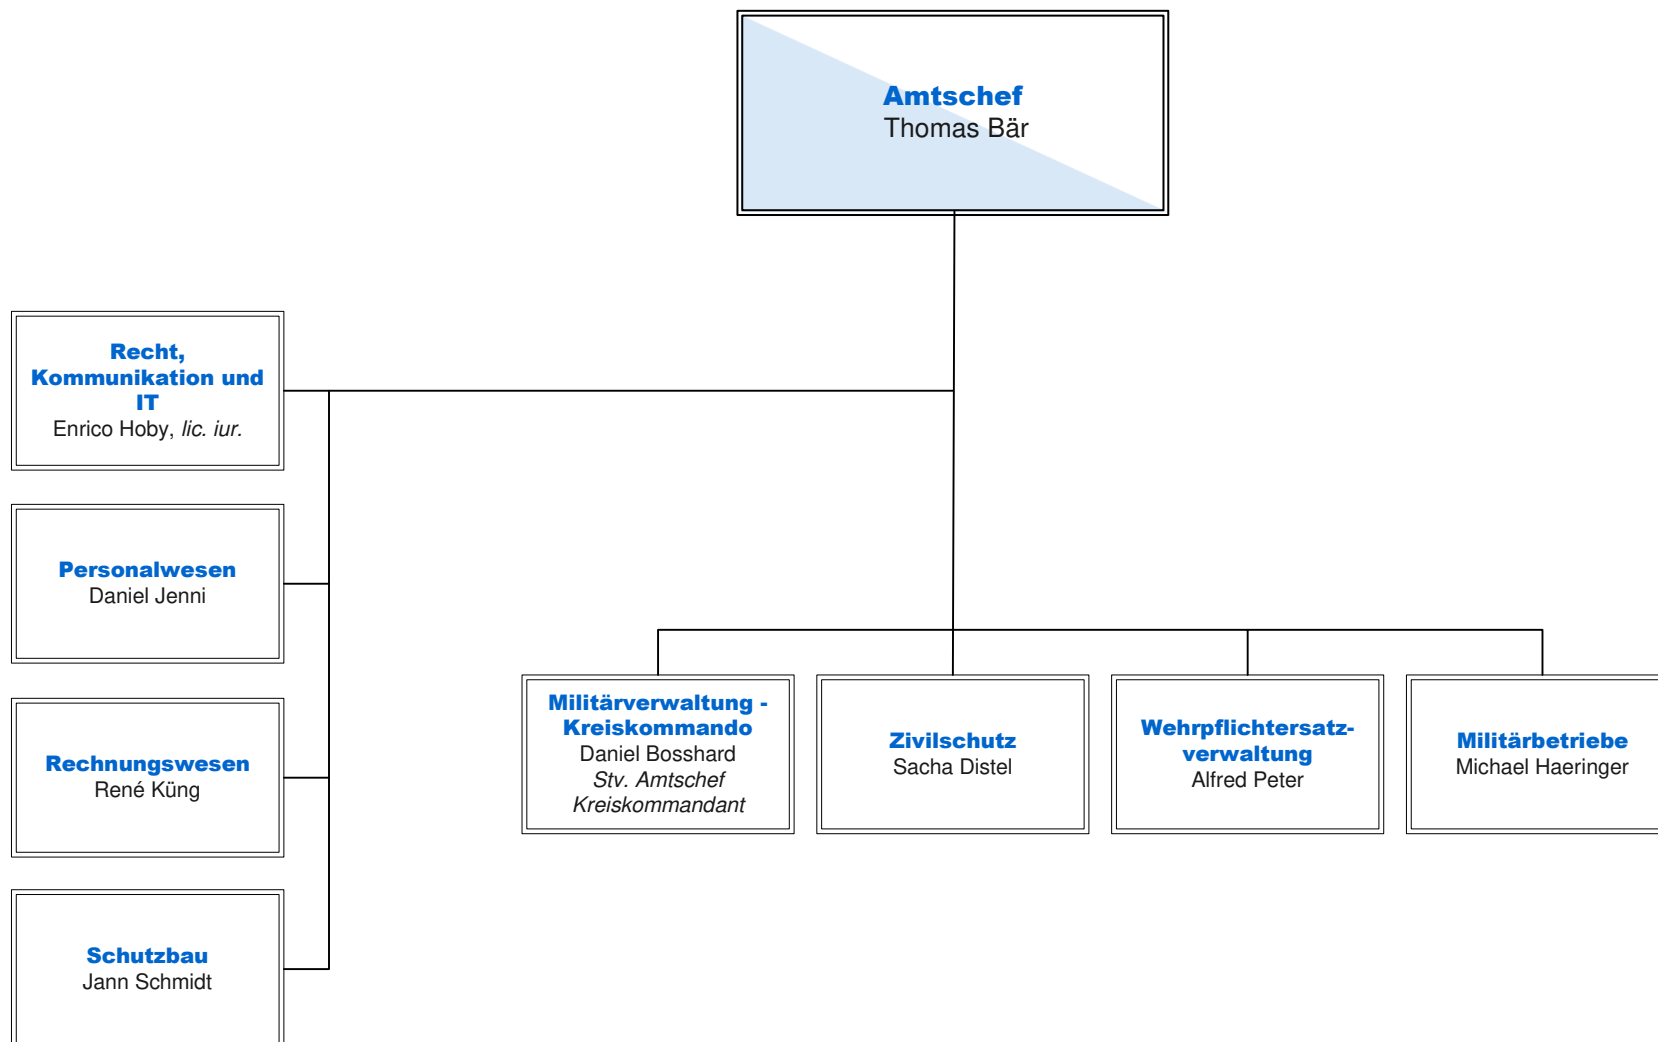 Amtschef
Thomas Bär
Recht,
Kommunikation und
IT
Enrico Hoby, lic. iur.
Personalwesen
Daniel Jenni
Rechnungswesen
René Küng
Schutzbau
Jann Schmidt
Militärverwaltung -
Kreiskommando
Daniel Bosshard
Stv. Amtschef
Kreiskommandant
Zivilschutz
Sacha Distel
Wehrpflichtersatz-
verwaltung
Alfred Peter
Militärbetriebe
Michael Haeringer